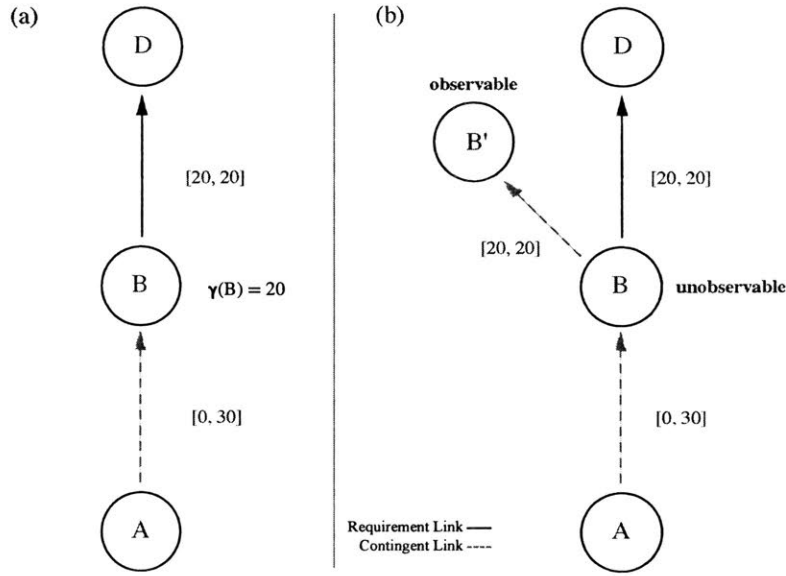 (a)
D
[20, 20]
B
γ(B) = 20
[0, 30]
A
(b)
D
observable
B'
[20, 20]
[20, 20]
B
unobservable
[0, 30]
A
Requirement Link
Contingent Link